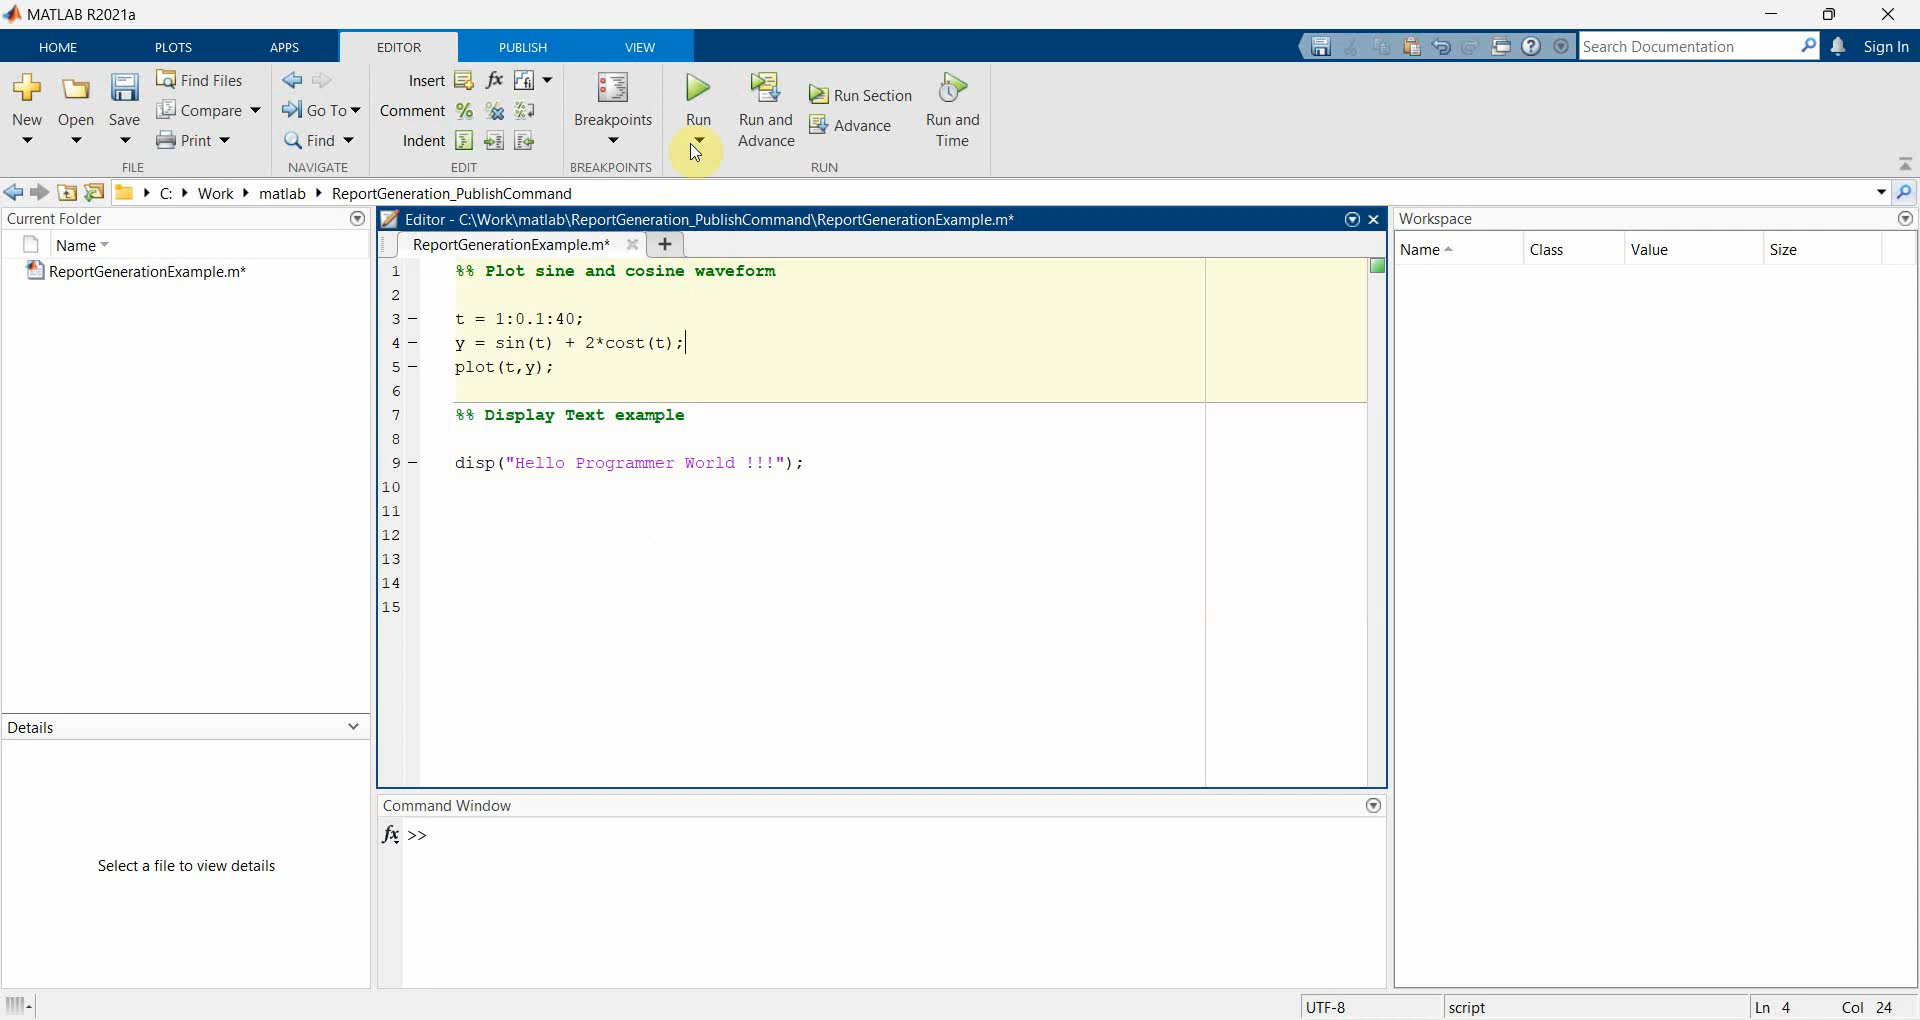 MATLAB R2021a
HOME PLOTS APPS EDITOR PUBLISH VIEW Search Documentation Sign In
New Open Save Find Files Compare Print FILE
Go To Find NAVIGATE
Insert fx
Comment
Indent
EDIT
Breakpoints BREAKPOINTS
Run Run and Advance Run Section Advance Run and Time RUN
C: Work matlab ReportGeneration_PublishCommand
Current Folder
Name
ReportGenerationExample.m*
Details
Select a file to view details
Editor - C:\Work\matlab\ReportGeneration_PublishCommand\ReportGenerationExample.m*
ReportGenerationExample.m* +
1 %% Plot sine and cosine waveform
2
3 - t = 1:0.1:40;
4 - y = sin(t) + 2*cost(t);
5 - plot(t,y);
6
7 %% Display Text example
8
9 - disp("Hello Programmer World !!!");
10
11
12
13
14
15
Command Window
fx >>
Workspace
Name Class Value Size
UTF-8 script Ln 4 Col 24